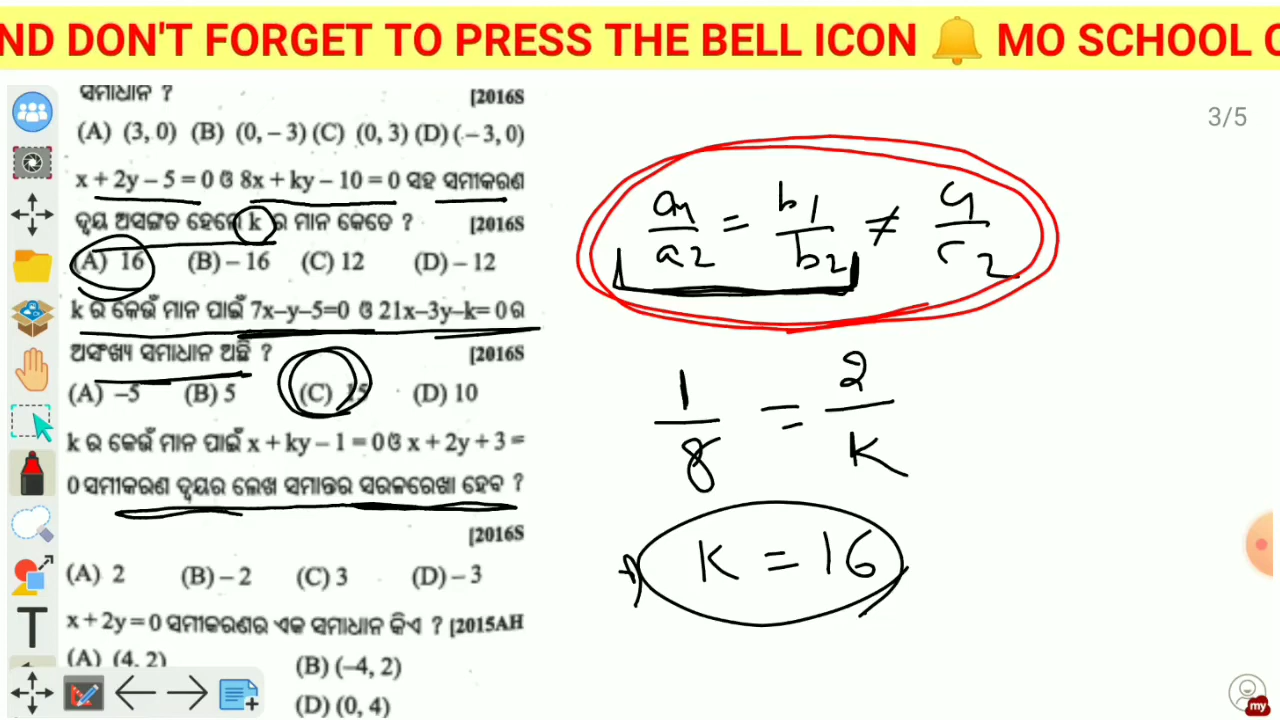 ND DON'T FORGET TO PRESS THE BELL ICON 🔔 MO SCHOOL C
3/5
ସମାଧାନ ? [2016S
(A) (3, 0) (B) (0, – 3) (C) (0, 3) (D) (– 3, 0)
x + 2y – 5 = 0 ଓ 8x + ky – 10 = 0 ସହ ସମୀକରଣ
ଦ୍ୱୟ ଅସଙ୍ଗତ ହେଲେ k ର ମାନ କେତେ ? [2016S
(A) 16 (B) – 16 (C) 12 (D) – 12
k ର କେଉଁ ମାନ ପାଇଁ 7x–y–5=0 ଓ 21x–3y–k= 0 ର
ଅସଂଖ୍ୟ ସମାଧାନ ଅଛି ? [2016S
(A) –5 (B) 5 (C) 15 (D) 10
k ର କେଉଁ ମାନ ପାଇଁ x + ky – 1 = 0 ଓ x + 2y + 3 =
0 ସମୀକରଣ ଦ୍ୱୟର ଲେଖ ସମାନ୍ତର ସରଳରେଖା ହେବ ?
[2016S
(A) 2 (B) – 2 (C) 3 (D) – 3
x + 2y = 0 ସମୀକରଣର ଏକ ସମାଧାନ କିଏ ? [2015AH
(A) (4, 2) (B) (–4, 2)
(D) (0, 4)
a1/a2 = b1/b2 ≠ c1/c2
1/8 = 2/K
K = 16
T
my